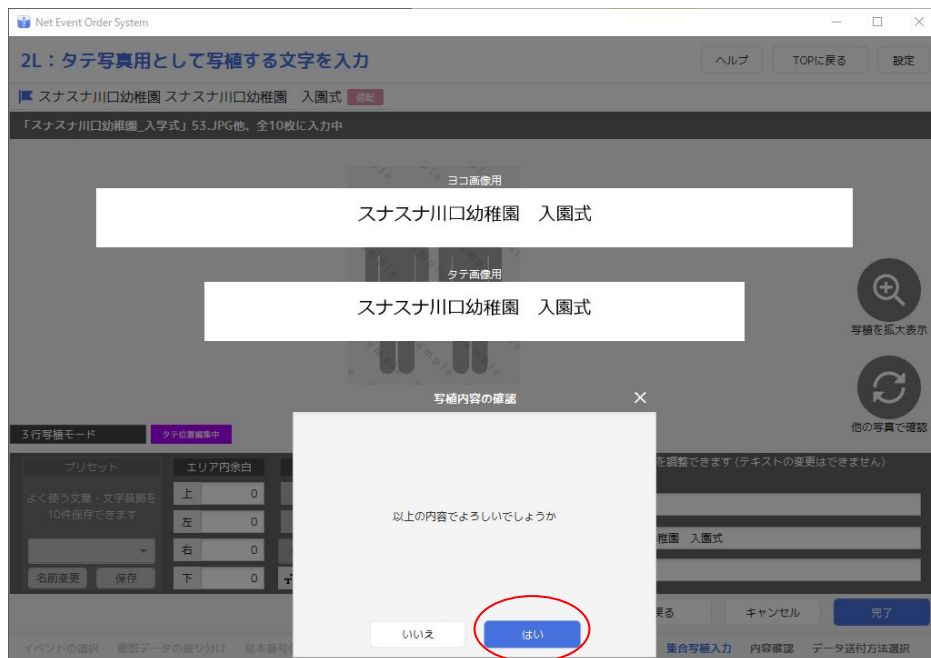 Net Event Order System
2L：タテ写真用として写植する文字を入力
ヘルプ
TOPに戻る
設定
スナスナ川口幼稚園 スナスナ川口幼稚園　入園式
「スナスナ川口幼稚園_入学式」53.JPG他、全10枚に入力中
ヨコ画像用
スナスナ川口幼稚園　入園式
タテ画像用
スナスナ川口幼稚園　入園式
写植を拡大表示
写植内容の確認
他の写真で確認
3行写植モード
タテ位置編集中
プリセット
エリア内余白
を調整できます (テキストの変更はできません)
よく使う文章・文字装飾を
10件保存できます
上 0
左 0
右 0
下 0
以上の内容でよろしいでしょうか
稚園　入園式
名前変更
保存
いいえ
はい
戻る
キャンセル
完了
イベントの選択
撮影データの振り分け
集合写植入力
内容確認
データ送付方法選択